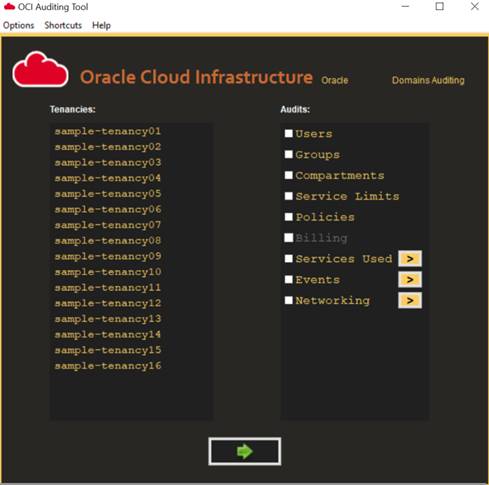 OCI Auditing Tool
Options Shortcuts Help
Oracle Cloud Infrastructure Oracle Domains Auditing
Tenancies:
sample-tenancy01
sample-tenancy02
sample-tenancy03
sample-tenancy04
sample-tenancy05
sample-tenancy06
sample-tenancy07
sample-tenancy08
sample-tenancy09
sample-tenancy10
sample-tenancy11
sample-tenancy12
sample-tenancy13
sample-tenancy14
sample-tenancy15
sample-tenancy16
Audits:
Users
Groups
Compartments
Service Limits
Policies
Billing
Services Used >
Events >
Networking >